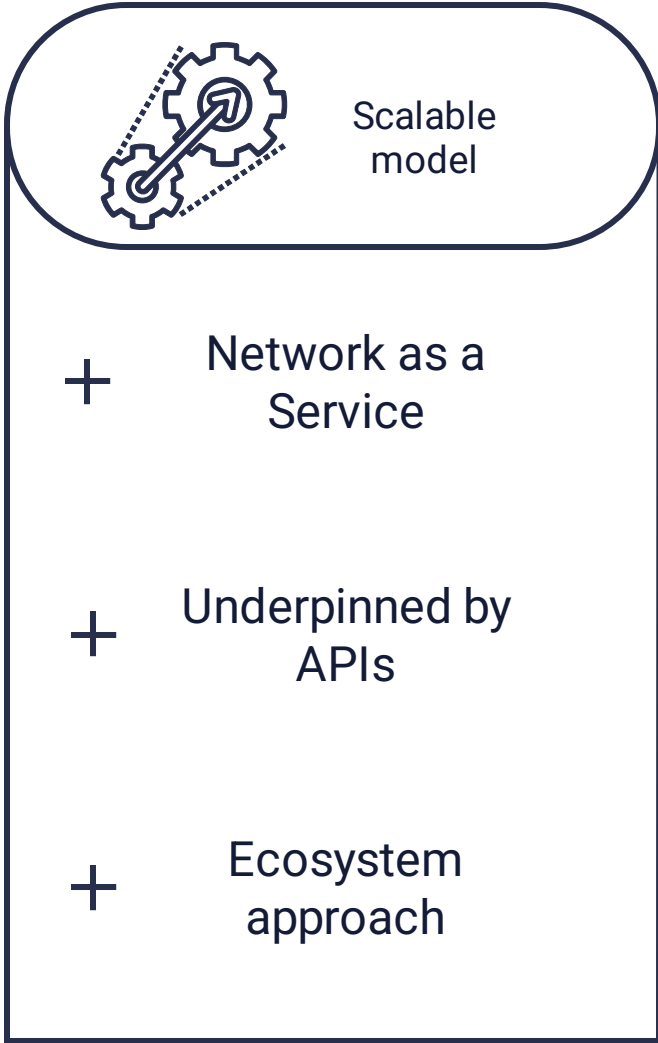 Scalable
model
+ Network as a
Service
+ Underpinned by
APIs
+ Ecosystem
approach